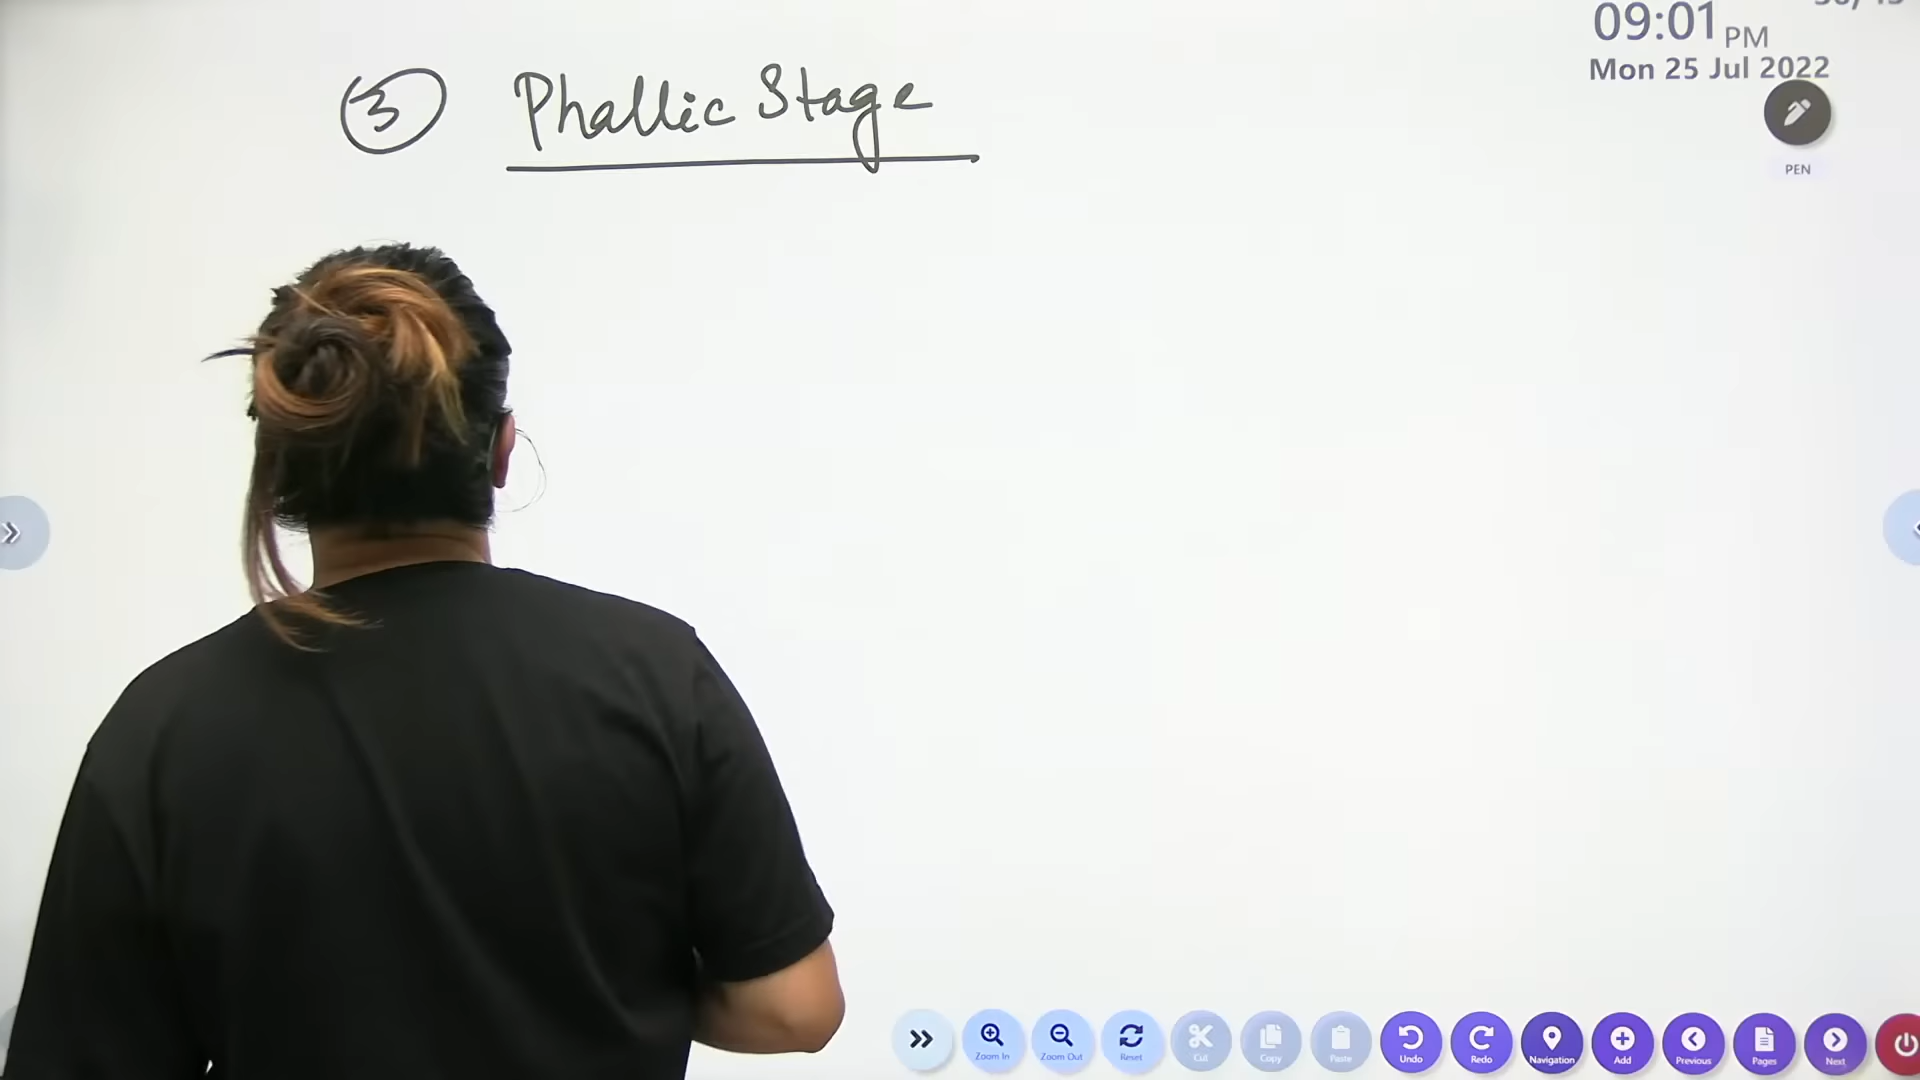 09:01 PM
Mon 25 Jul 2022
3 Phallic Stage
PEN
Zoom In Zoom Out Reset Cut Copy Paste Undo Redo Navigation Add Previous Pages Next